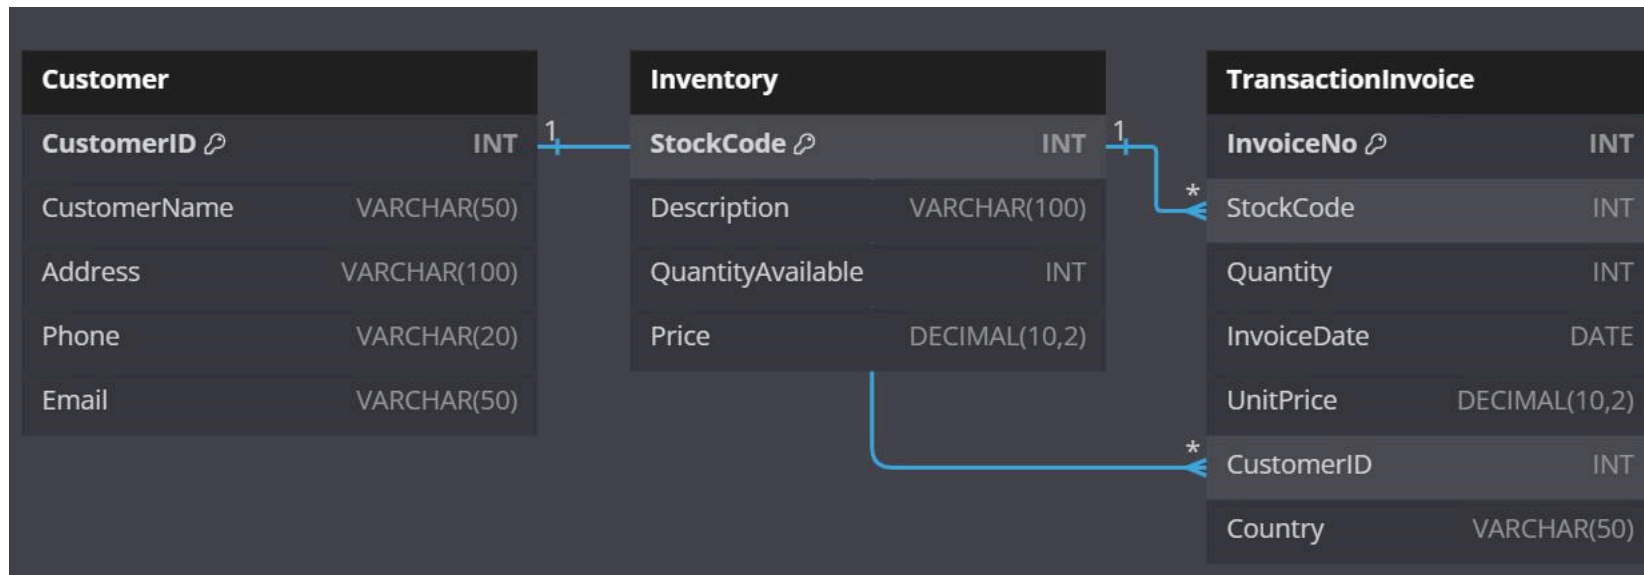 Customer
CustomerID INT
CustomerName VARCHAR(50)
Address VARCHAR(100)
Phone VARCHAR(20)
Email VARCHAR(50)
1
Inventory
StockCode INT
Description VARCHAR(100)
QuantityAvailable INT
Price DECIMAL(10,2)
1
*
*
TransactionInvoice
InvoiceNo INT
StockCode INT
Quantity INT
InvoiceDate DATE
UnitPrice DECIMAL(10,2)
CustomerID INT
Country VARCHAR(50)